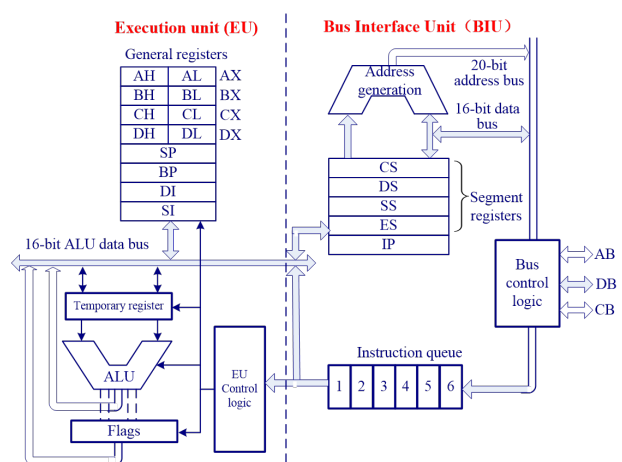 Execution unit (EU)
Bus Interface Unit（BIU）
General registers
AH AL AX
BH BL BX
CH CL CX
DH DL DX
SP
BP
DI
SI
16-bit ALU data bus
Temporary register
ALU
Flags
EU
Control
logic
Address
generation
20-bit
address bus
16-bit data
bus
CS
DS
SS
ES
IP
Segment
registers
Bus
control
logic
AB
DB
CB
Instruction queue
1 2 3 4 5 6